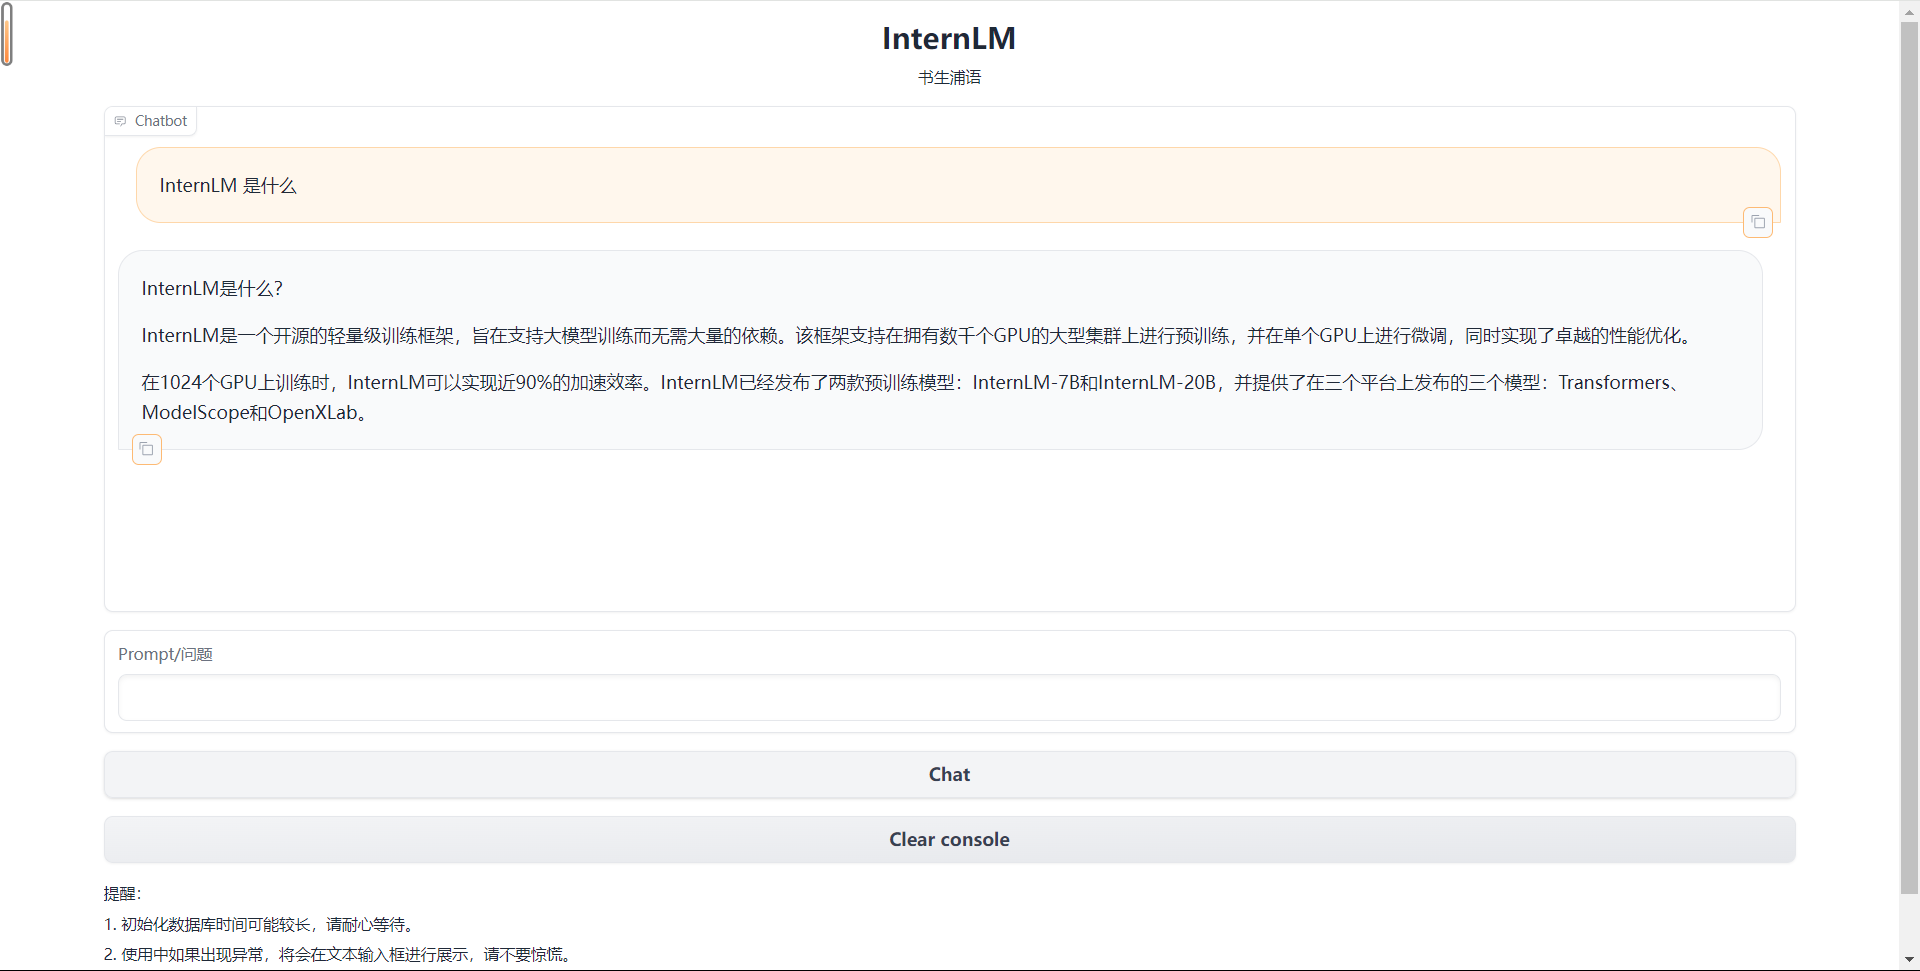 InternLM
书生浦语
Chatbot
InternLM 是什么
InternLM是什么？
InternLM是一个开源的轻量级训练框架，旨在支持大模型训练而无需大量的依赖。该框架支持在拥有数千个GPU的大型集群上进行预训练，并在单个GPU上进行微调，同时实现了卓越的性能优化。
在1024个GPU上训练时，InternLM可以实现近90%的加速效率。InternLM已经发布了两款预训练模型：InternLM-7B和InternLM-20B，并提供了在三个平台上发布的三个模型：Transformers、
ModelScope和OpenXLab。
Prompt/问题
Chat
Clear console
提醒：
1. 初始化数据库时间可能较长，请耐心等待。
2. 使用中如果出现异常，将会在文本输入框进行展示，请不要惊慌。